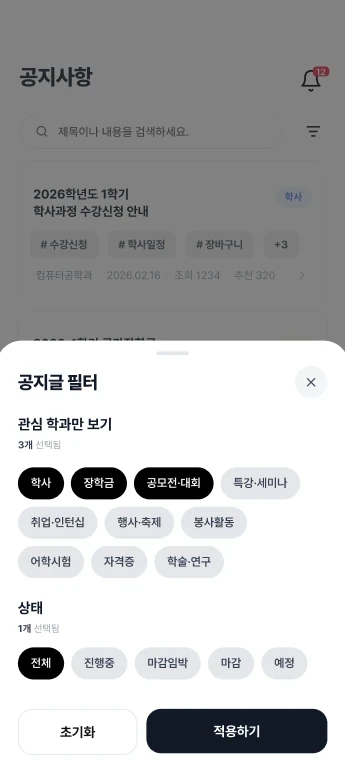 공지사항
12
제목이나 내용을 검색하세요.
2026학년도 1학기
학사과정 수강신청 안내
학사
# 수강신청 # 학사일정 # 장바구니 +3
컴퓨터공학과 2026.02.16 · 조회 1234 추천 320
공지글 필터
관심 학과만 보기
3개 선택됨
학사 장학금 공모전·대회 특강·세미나
취업·인턴십 행사·축제 봉사활동
어학시험 자격증 학술·연구
상태
1개 선택됨
전체 진행중 마감임박 마감 예정
초기화 적용하기